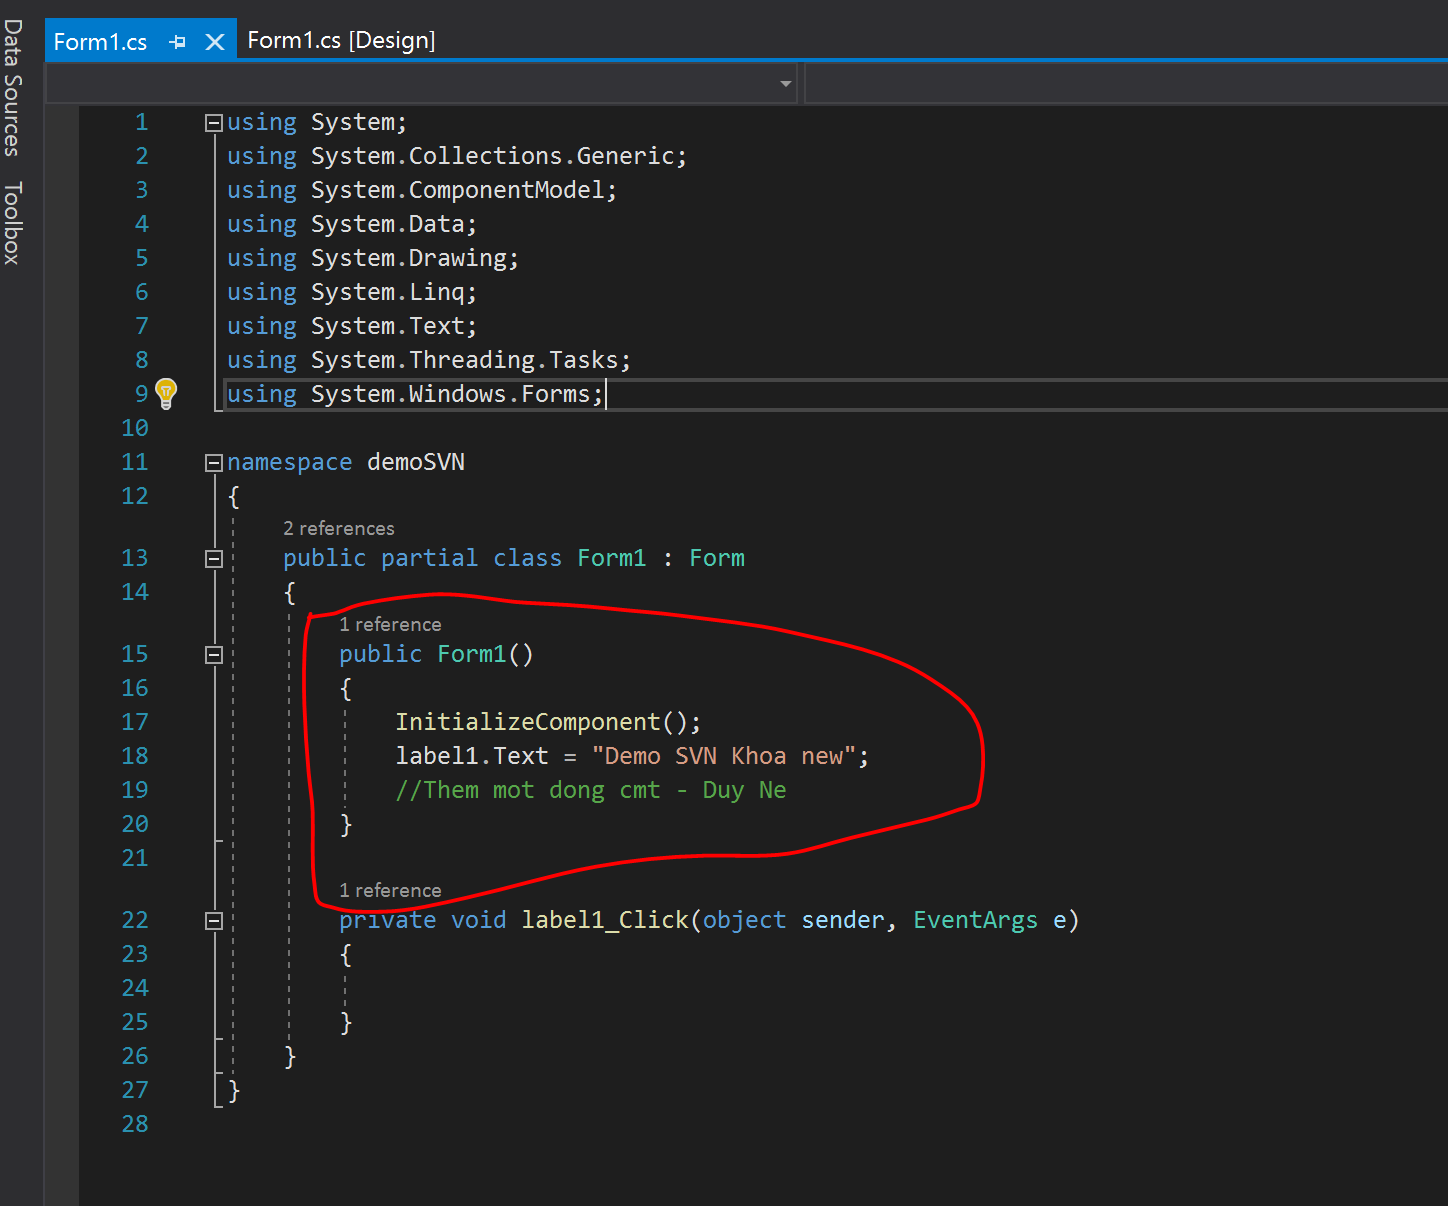 Data Sources
Toolbox
Form1.cs
Form1.cs [Design]
1 using System;
2 using System.Collections.Generic;
3 using System.ComponentModel;
4 using System.Data;
5 using System.Drawing;
6 using System.Linq;
7 using System.Text;
8 using System.Threading.Tasks;
9 using System.Windows.Forms;
10
11 namespace demoSVN
12 {
2 references
13 public partial class Form1 : Form
14 {
1 reference
15 public Form1()
16 {
17 InitializeComponent();
18 label1.Text = "Demo SVN Khoa new";
19 //Them mot dong cmt - Duy Ne
20 }
21
1 reference
22 private void label1_Click(object sender, EventArgs e)
23 {
24
25 }
26 }
27 }
28